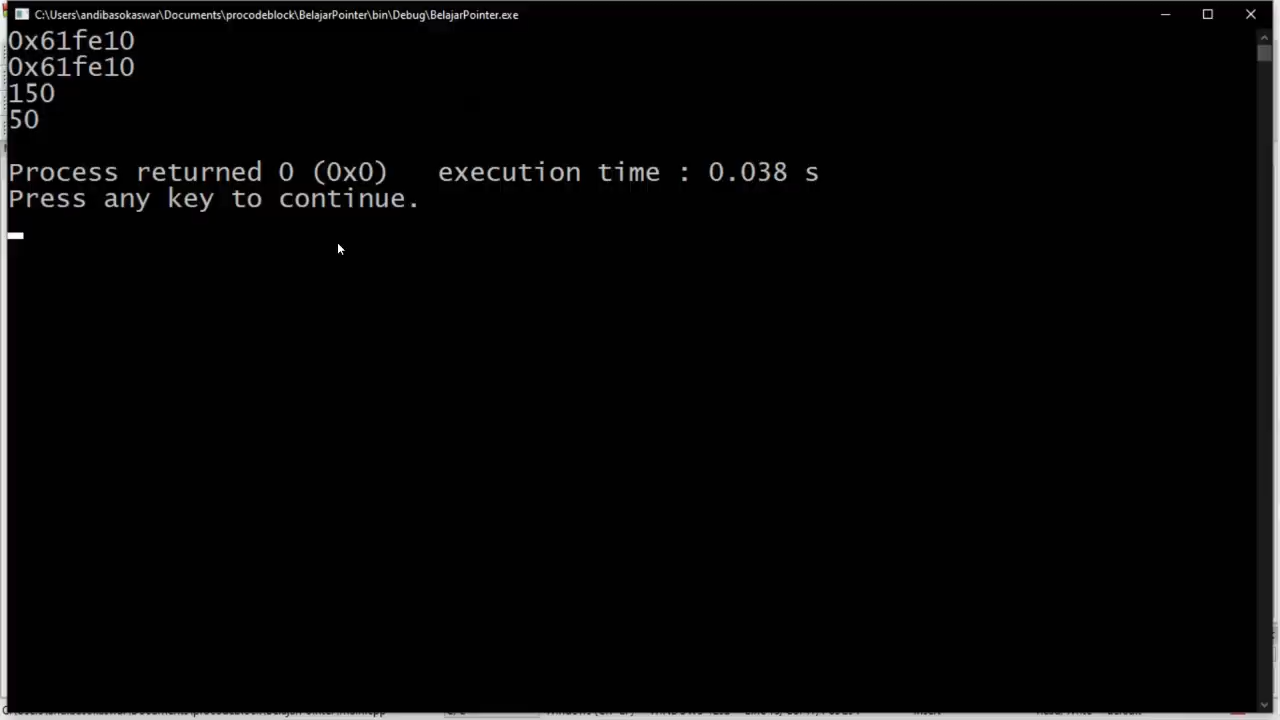 C:\Users\andibasokaswar\Documents\procodeblock\BelajarPointer\bin\Debug\BelajarPointer.exe
0x61fe10
0x61fe10
150
50
Process returned 0 (0x0)   execution time : 0.038 s
Press any key to continue.